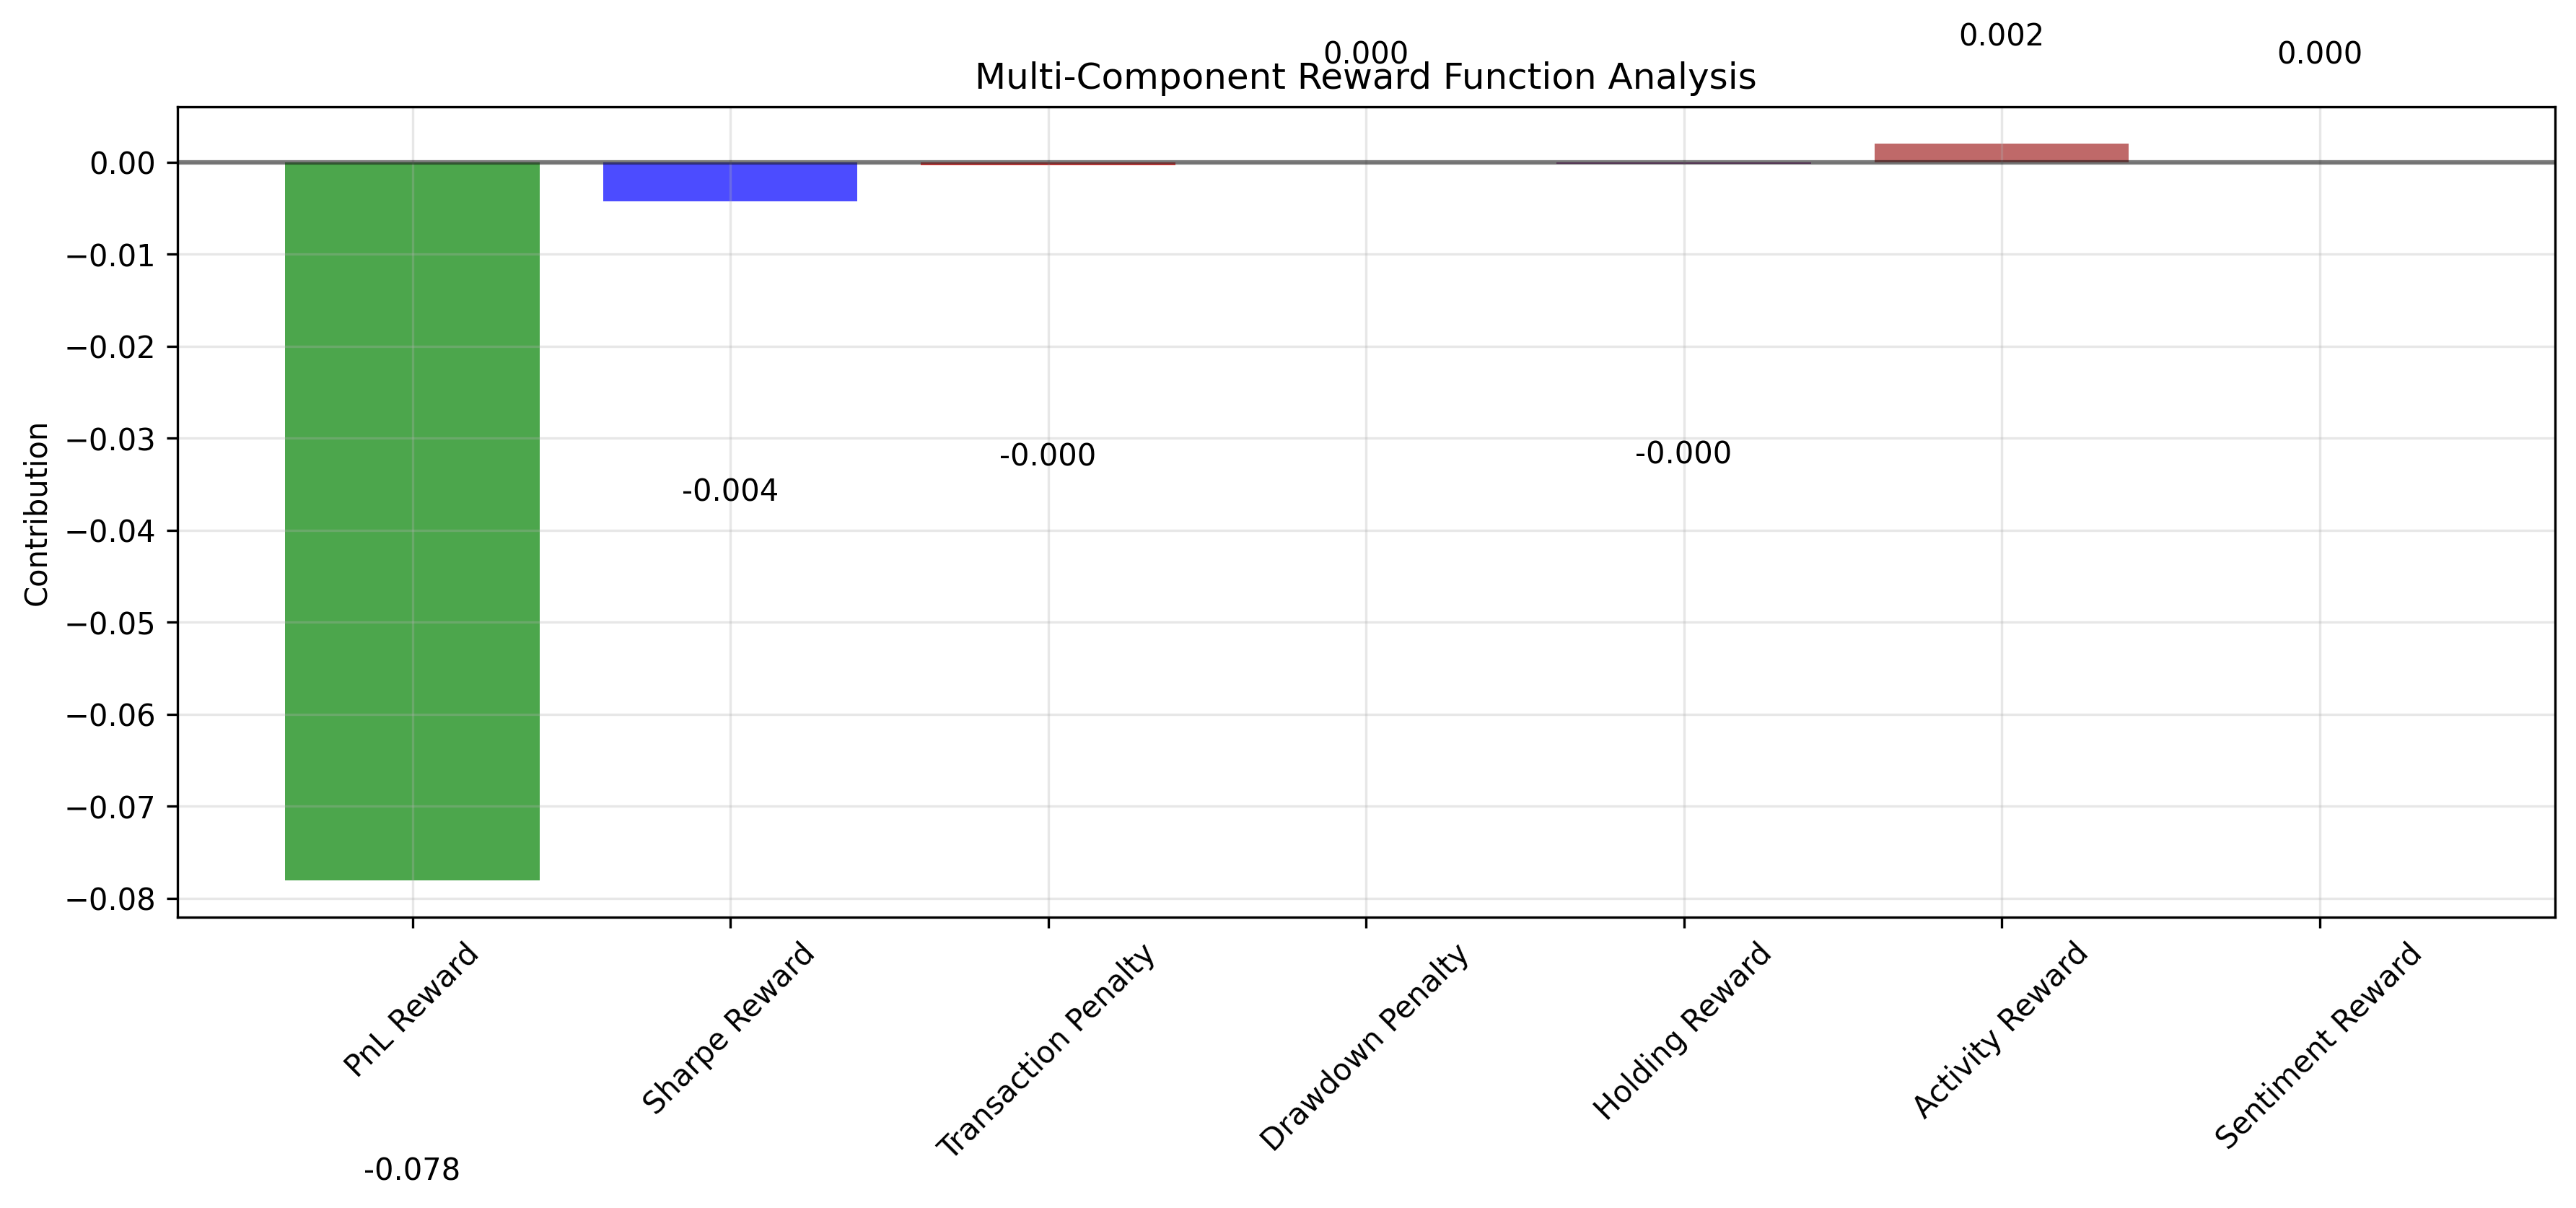 0.002
0.000
0.000
Multi-Component Reward Function Analysis
Contribution
0.00
−0.01
−0.02
−0.03
−0.04
−0.05
−0.06
−0.07
−0.08
-0.004
-0.000
-0.000
PnL Reward
Sharpe Reward
Transaction Penalty
Drawdown Penalty
Holding Reward
Activity Reward
Sentiment Reward
-0.078